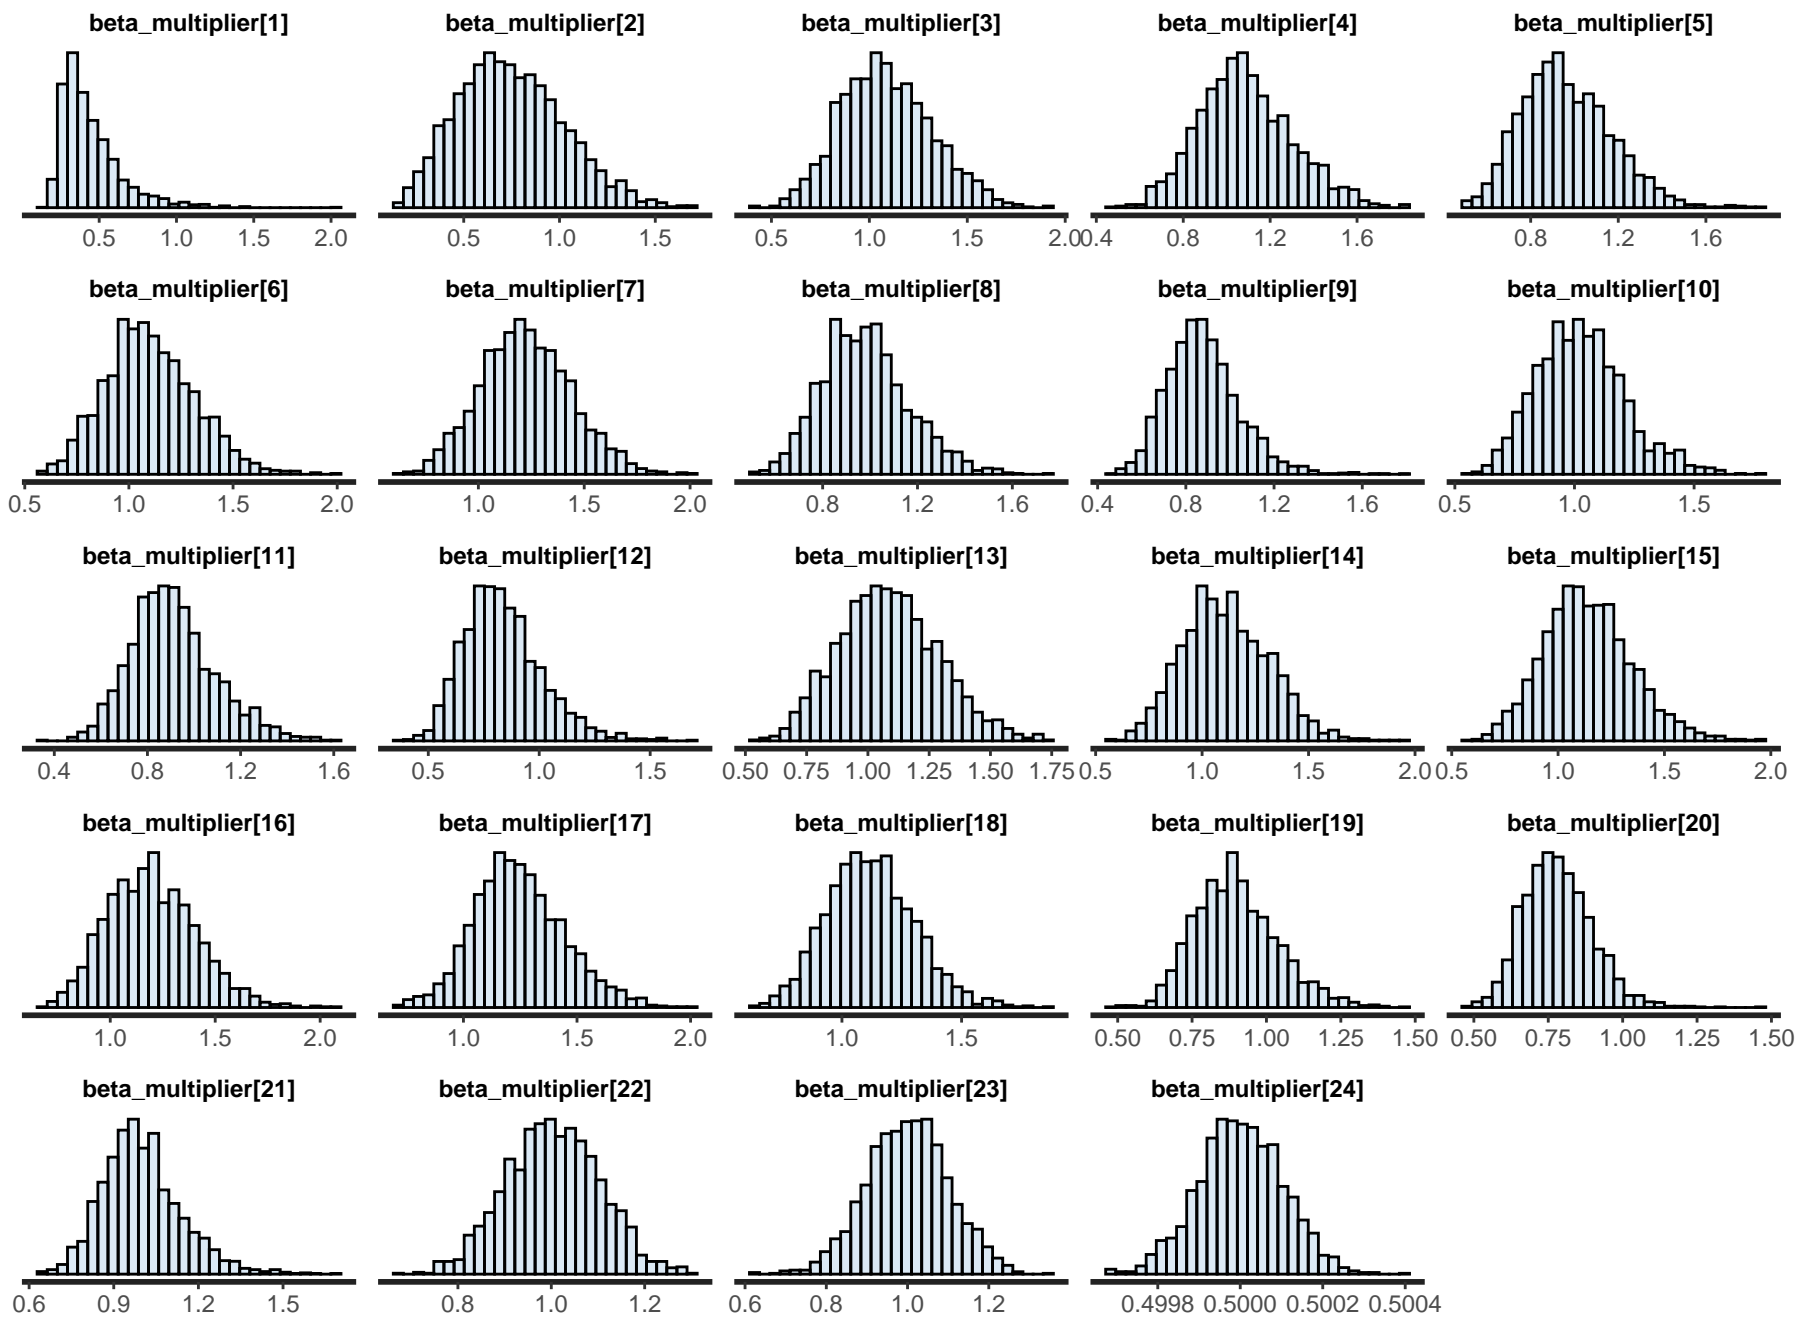 beta_multiplier[1] beta_multiplier[2] beta_multiplier[3] beta_multiplier[4] beta_multiplier[5]
0.5 1.0 1.5 2.0 0.5 1.0 1.5 0.5 1.0 1.5 2.0 0.4 0.8 1.2 1.6 0.8 1.2 1.6
beta_multiplier[6] beta_multiplier[7] beta_multiplier[8] beta_multiplier[9] beta_multiplier[10]
0.5 1.0 1.5 2.0 1.0 1.5 2.0 0.8 1.2 1.6 0.4 0.8 1.2 1.6 0.5 1.0 1.5
beta_multiplier[11] beta_multiplier[12] beta_multiplier[13] beta_multiplier[14] beta_multiplier[15]
0.4 0.8 1.2 1.6 0.5 1.0 1.5 0.50 0.75 1.00 1.25 1.50 1.75 0.5 1.0 1.5 2.0 0.5 1.0 1.5 2.0
beta_multiplier[16] beta_multiplier[17] beta_multiplier[18] beta_multiplier[19] beta_multiplier[20]
1.0 1.5 2.0 1.0 1.5 2.0 1.0 1.5 0.50 0.75 1.00 1.25 1.50 0.50 0.75 1.00 1.25 1.50
beta_multiplier[21] beta_multiplier[22] beta_multiplier[23] beta_multiplier[24]
0.6 0.9 1.2 1.5 0.8 1.0 1.2 0.6 0.8 1.0 1.2 0.4998 0.5000 0.5002 0.5004